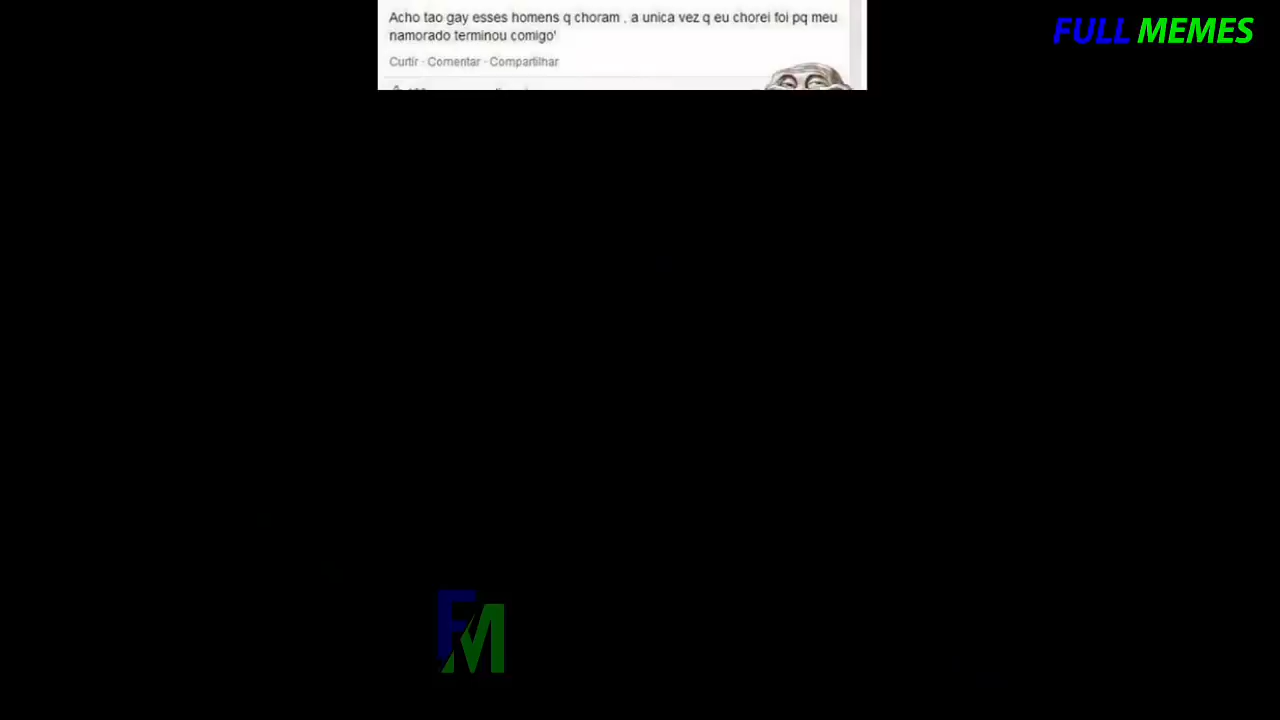 Acho tao gay esses homens q choram , a unica vez q eu chorei foi pq meu
namorado terminou comigo'
Curtir · Comentar · Compartilhar
FULL MEMES
FM